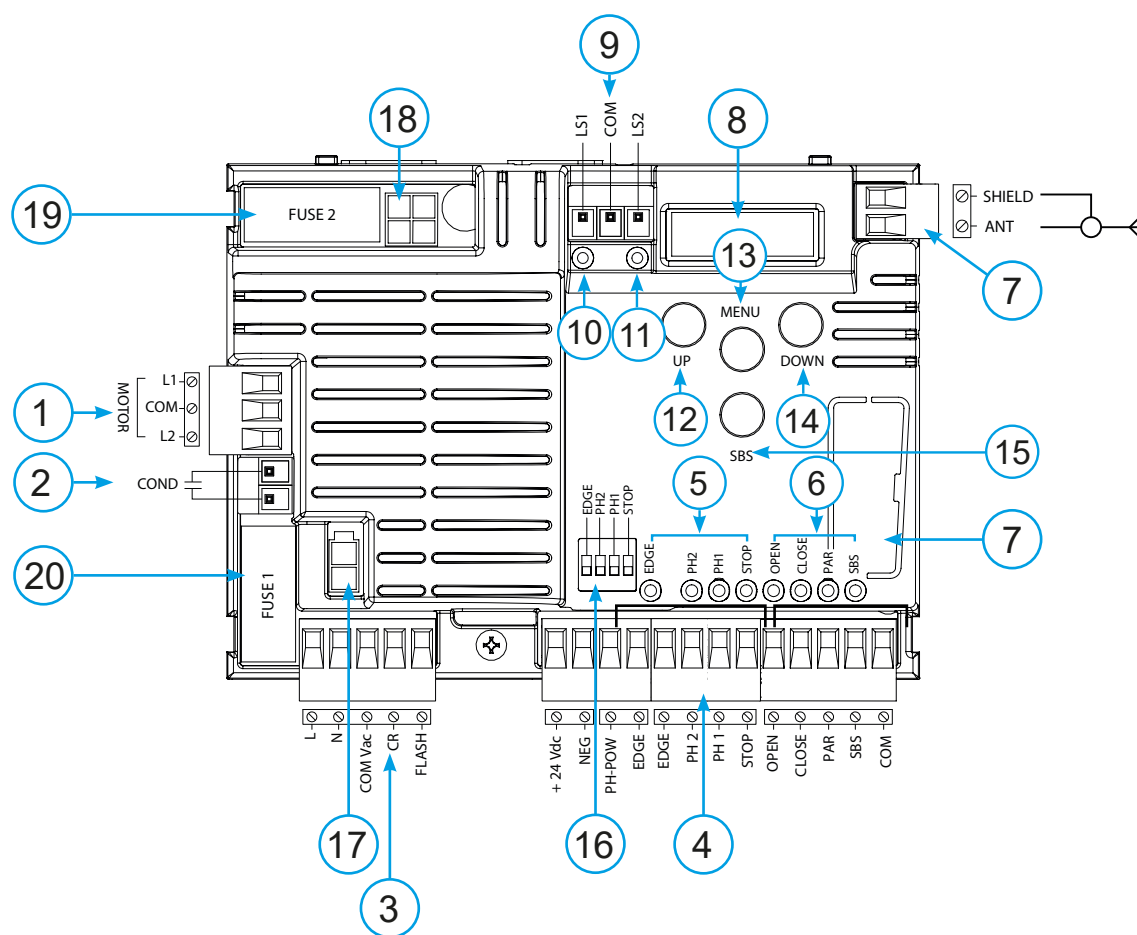 9
LS1
COM
LS2
8
18
19
FUSE 2
SHIELD
ANT
13
7
10
11
MENU
UP
DOWN
12
14
MOTOR
L1
COM
L2
1
SBS
15
2
COND
5
6
EDGE
PH2
PH1
STOP
EDGE
PH2
PH1
STOP
OPEN
CLOSE
PAR
SBS
7
20
FUSE 1
L
N
COM Vac
CR
FLASH
+ 24 Vdc
NEG
PH-POW
EDGE
EDGE
PH 2
PH 1
STOP
OPEN
CLOSE
PAR
SBS
COM
17
16
4
3